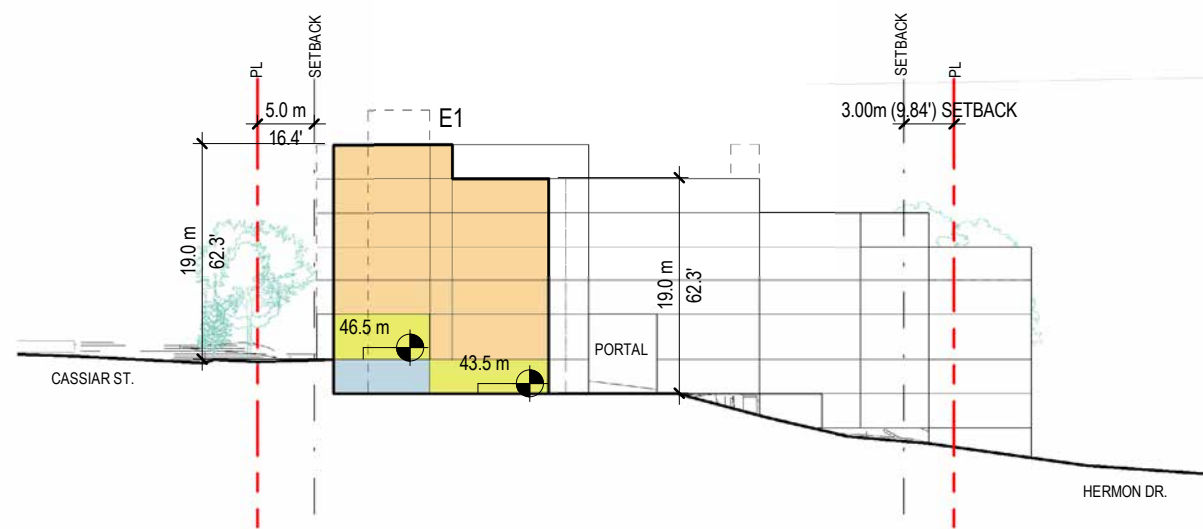 PL
SETBACK
SETBACK
PL
5.0 m
16.4'
E1
3.00m (9.84') SETBACK
19.0 m
62.3'
19.0 m
62.3'
46.5 m
43.5 m
PORTAL
CASSIAR ST.
HERMON DR.